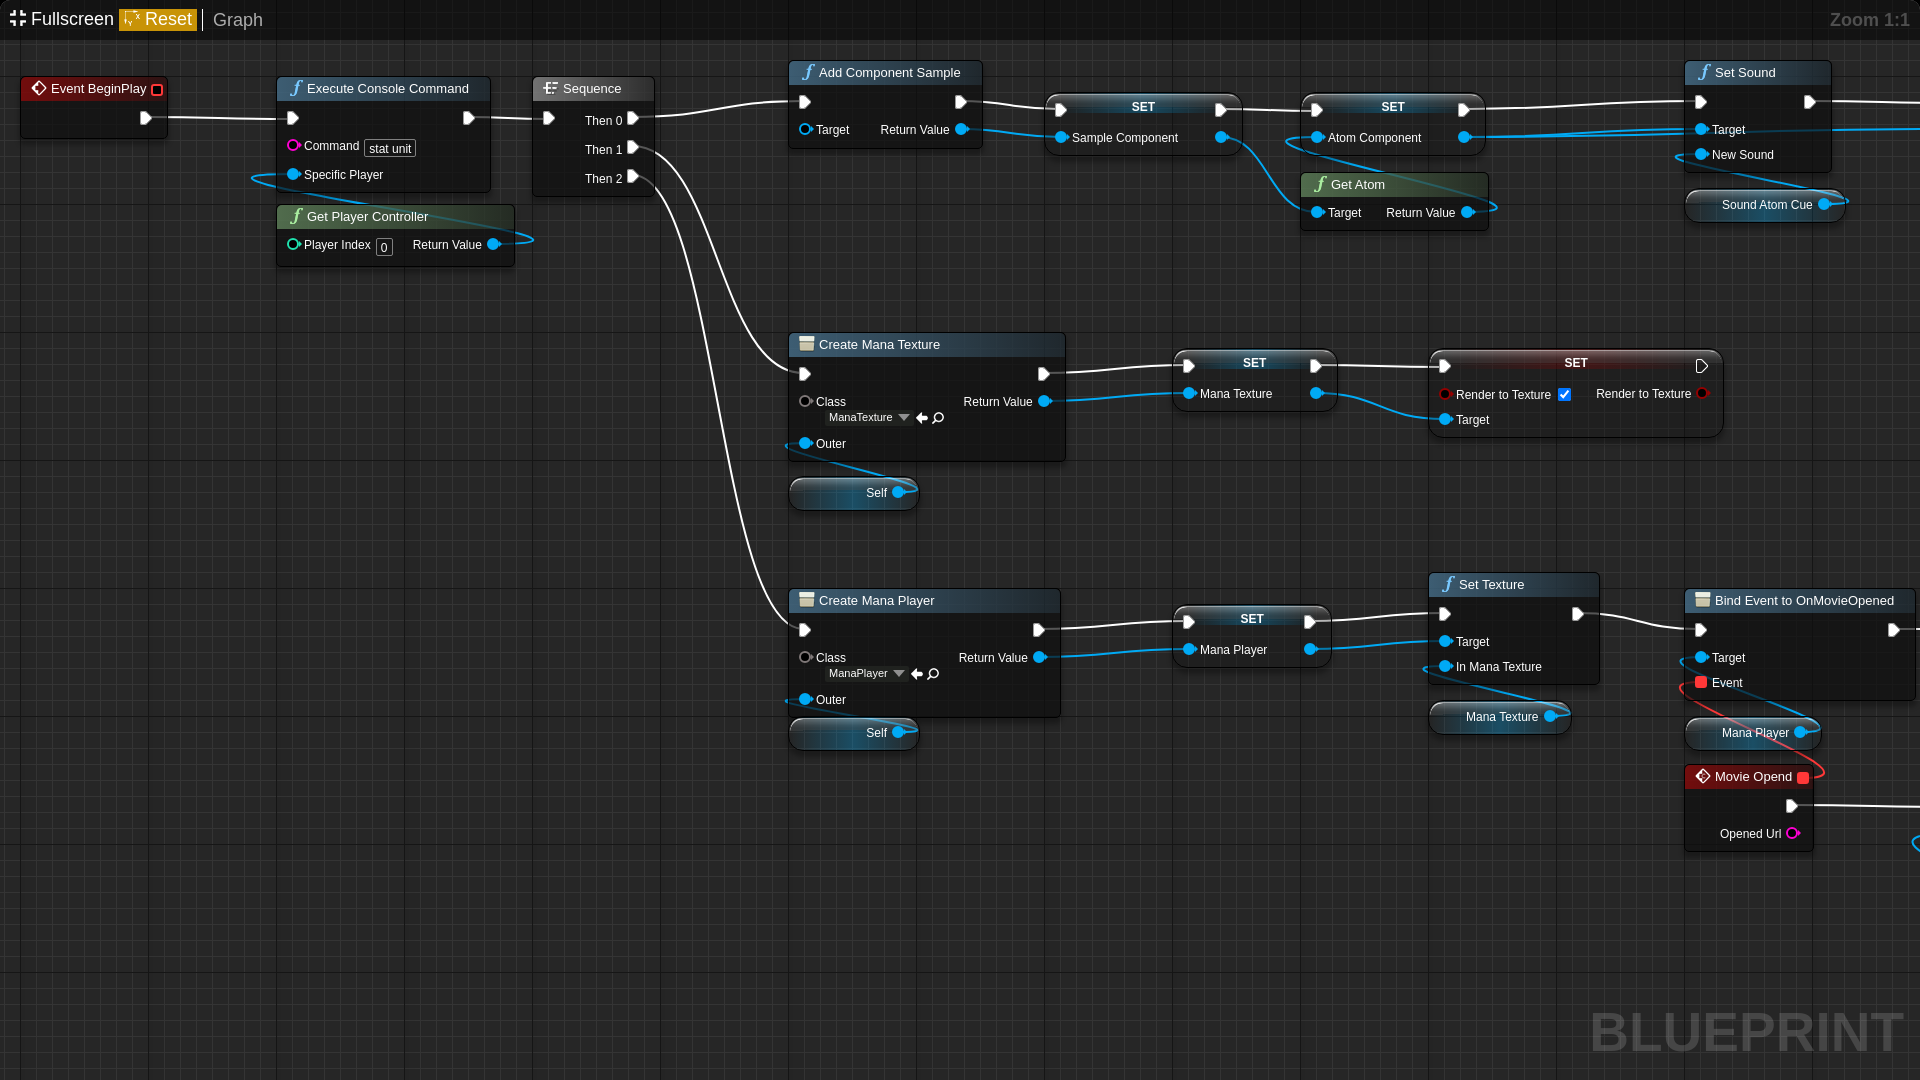 Fullscreen Reset Graph Zoom 1:1
Event BeginPlay
Execute Console Command
Command stat unit
Specific Player
Get Player Controller
Player Index 0 Return Value
Sequence
Then 0
Then 1
Then 2
Add Component Sample
Target Return Value
SET
Sample Component
SET
Atom Component
Get Atom
Target Return Value
Set Sound
Target
New Sound
Sound Atom Cue
Create Mana Texture
Class
ManaTexture
Return Value
Outer
Self
SET
Mana Texture
SET
Render to Texture Render to Texture
Target
Create Mana Player
Class
ManaPlayer
Return Value
Outer
Self
SET
Mana Player
Set Texture
Target
In Mana Texture
Mana Texture
Bind Event to OnMovieOpened
Target
Event
Mana Player
Movie Opend
Opened Url
BLUEPRINT